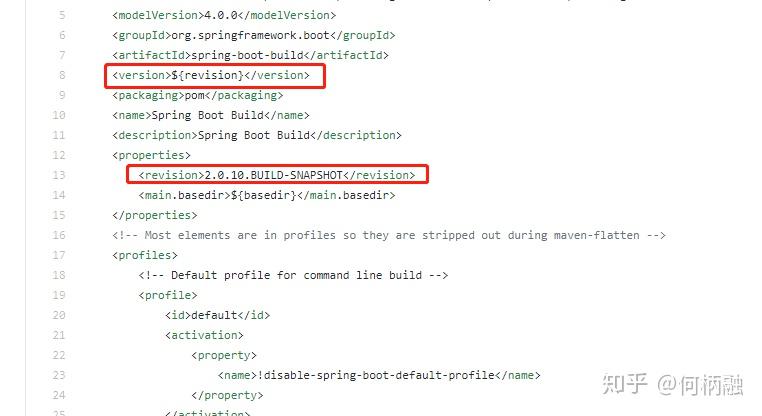 5 <modelVersion>4.0.0</modelVersion>
6 <groupId>org.springframework.boot</groupId>
7 <artifactId>spring-boot-build</artifactId>
8 <version>${revision}</version>
9 <packaging>pom</packaging>
10 <name>Spring Boot Build</name>
11 <description>Spring Boot Build</description>
12 <properties>
13 <revision>2.0.10.BUILD-SNAPSHOT</revision>
14 <main.basedir>${basedir}</main.basedir>
15 </properties>
16 <!-- Most elements are in profiles so they are stripped out during maven-flatten -->
17 <profiles>
18 <!-- Default profile for command line build -->
19 <profile>
20 <id>default</id>
21 <activation>
22 <property>
23 <name>!disable-spring-boot-default-profile</name>
24 </property>
25 </activation>
知乎 @何柄融